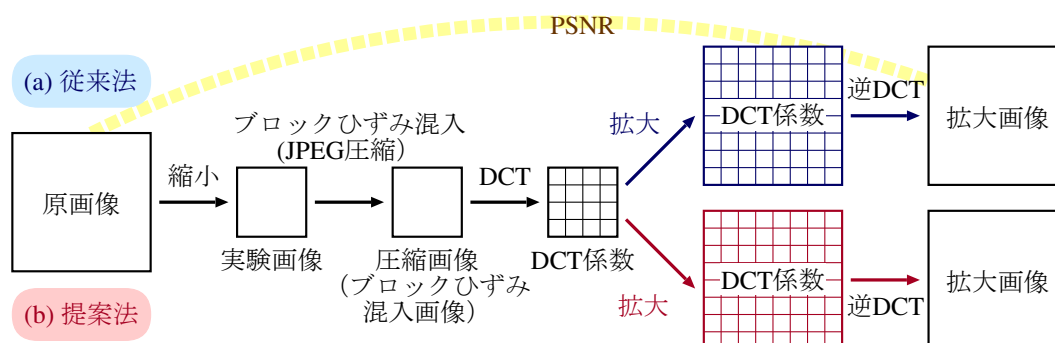 PSNR
(a) 従来法
原画像
縮小
実験画像
ブロックひずみ混入
(JPEG圧縮）
圧縮画像
（ブロックひずみ
混入画像）
DCT
DCT係数
拡大
DCT係数
逆DCT
拡大画像
(b) 提案法
拡大
DCT係数
逆DCT
拡大画像